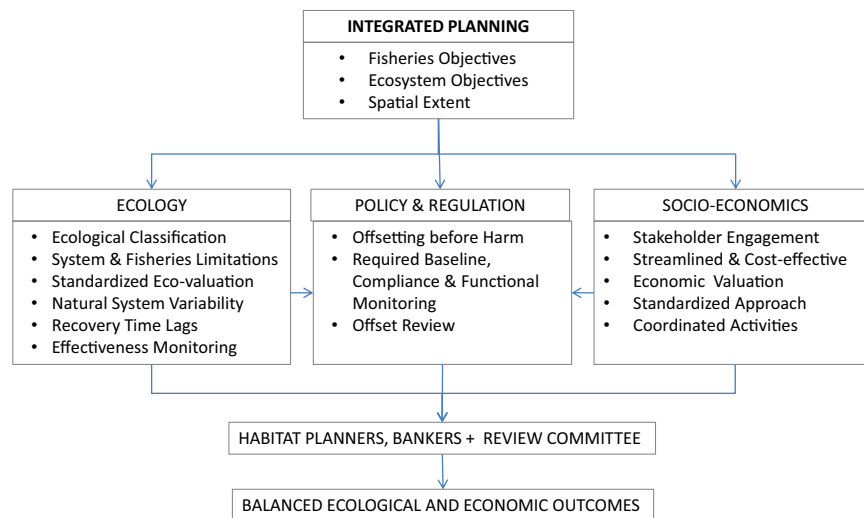 INTEGRATED PLANNING
• Fisheries Objectives
• Ecosystem Objectives
• Spatial Extent
ECOLOGY
• Ecological Classification
• System & Fisheries Limitations
• Standardized Eco-valuation
• Natural System Variability
• Recovery Time Lags
• Effectiveness Monitoring
POLICY & REGULATION
• Offsetting before Harm
• Required Baseline,
Compliance & Functional
Monitoring
• Offset Review
SOCIO-ECONOMICS
• Stakeholder Engagement
• Streamlined & Cost-effective
• Economic Valuation
• Standardized Approach
• Coordinated Activities
HABITAT PLANNERS, BANKERS + REVIEW COMMITTEE
BALANCED ECOLOGICAL AND ECONOMIC OUTCOMES